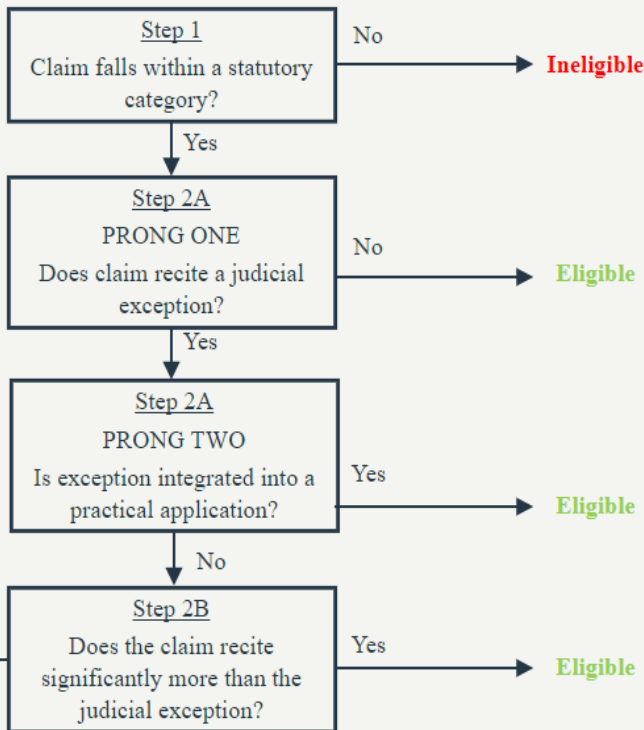 Step 1
Claim falls within a statutory
category?
No
Ineligible
Yes
Step 2A
PRONG ONE
Does claim recite a judicial
exception?
No
Eligible
Yes
Step 2A
PRONG TWO
Is exception integrated into a
practical application?
Yes
Eligible
No
Step 2B
Does the claim recite
significantly more than the
judicial exception?
Yes
Eligible